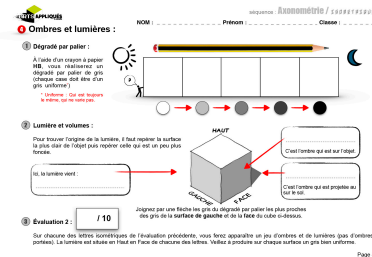 ARTS APPLIQUÉS
séquence : Axonométrie /
NOM : Prénom : Classe :
4 Ombres et lumières :
1 Dégradé par palier :
À l'aide d'un crayon à papier
HB, vous réaliserez un
dégradé par palier de gris
(chaque case doit être d'un
gris uniforme*)
* Uniforme : Qui est toujours
le même, qui ne varie pas.
2 Lumière et volumes :
Pour trouver l'origine de la lumière, il faut repérer la surface
la plus clair de l'objet puis repérer celle qui est un peu plus
foncée.
HAUT
C'est l'ombre qui est sur l'objet.
Ici, la lumière vient :
C'est l'ombre qui est projetée au
sur le sol.
GAUCHE
FACE
Joignez par une flèche les gris du dégradé par palier les plus proches
des gris de la surface de gauche et de la face du cube ci-dessus.
3 Évaluation 2 :
/ 10
Sur chacune des lettres isométriques de l'évaluation précédente, vous ferez apparaître un jeu d'ombres et de lumières (pas d'ombres
portées). La lumière est située en Haut en Face de chacune des lettres. Veillez à produire sur chaque surface un gris bien uniforme.
Page